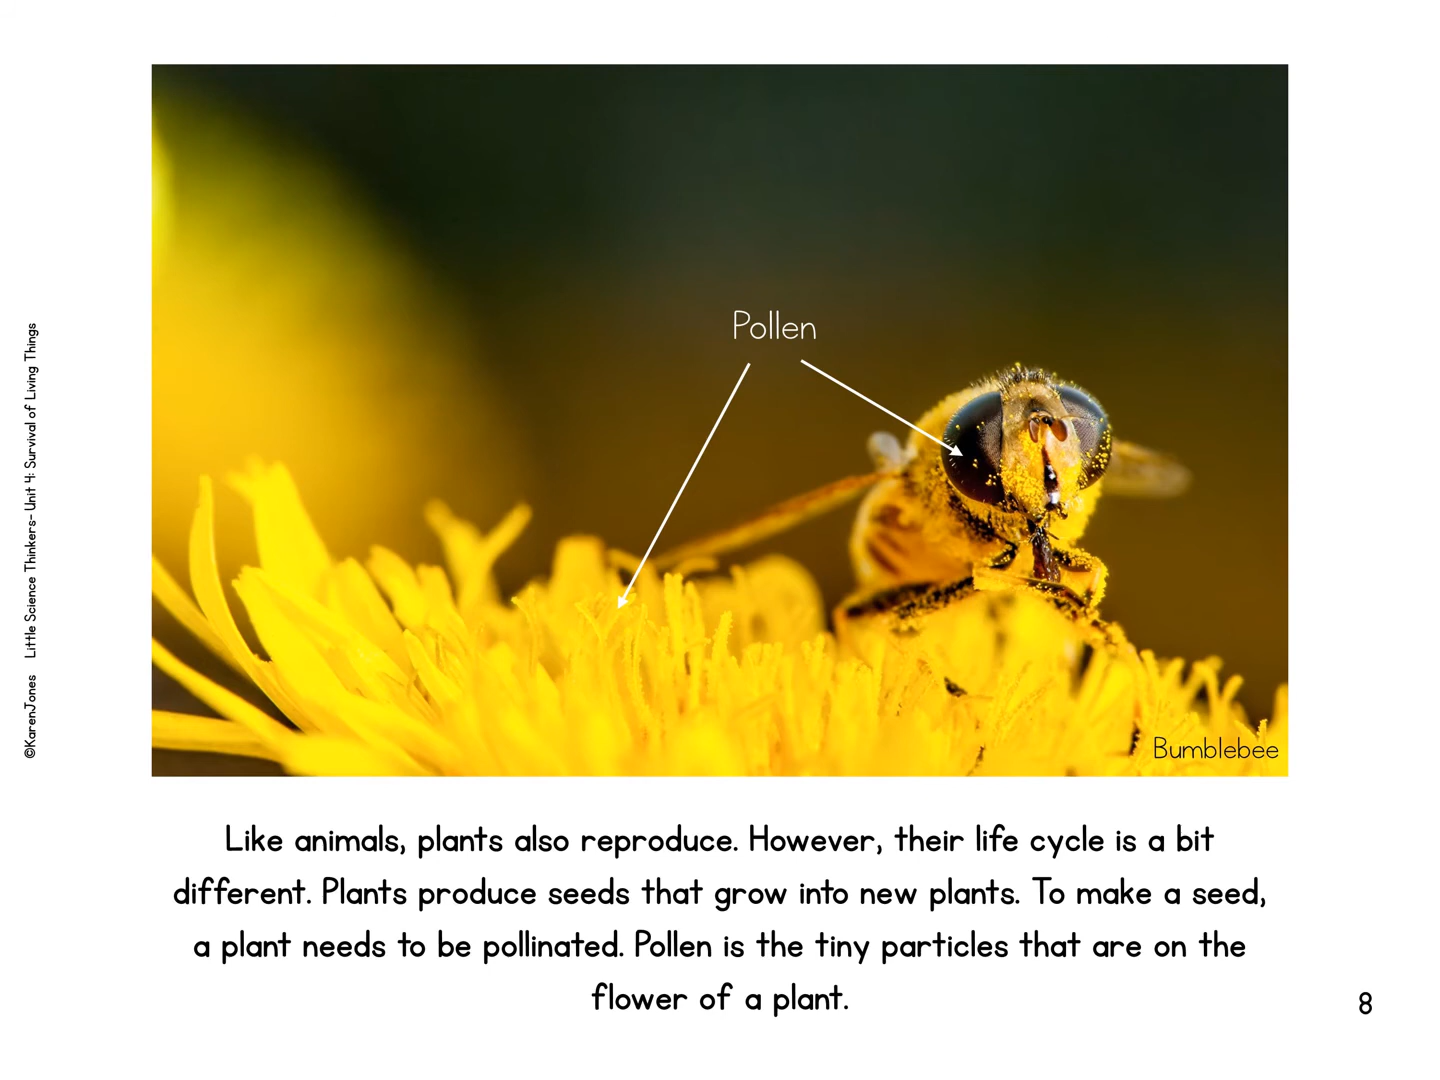 Pollen
Bumblebee
Like animals, plants also reproduce. However, their life cycle is a bit
different. Plants produce seeds that grow into new plants. To make a seed,
a plant needs to be pollinated. Pollen is the tiny particles that are on the
flower of a plant.
8
©KarenJones Little Science Thinkers- Unit 4: Survival of Living Things